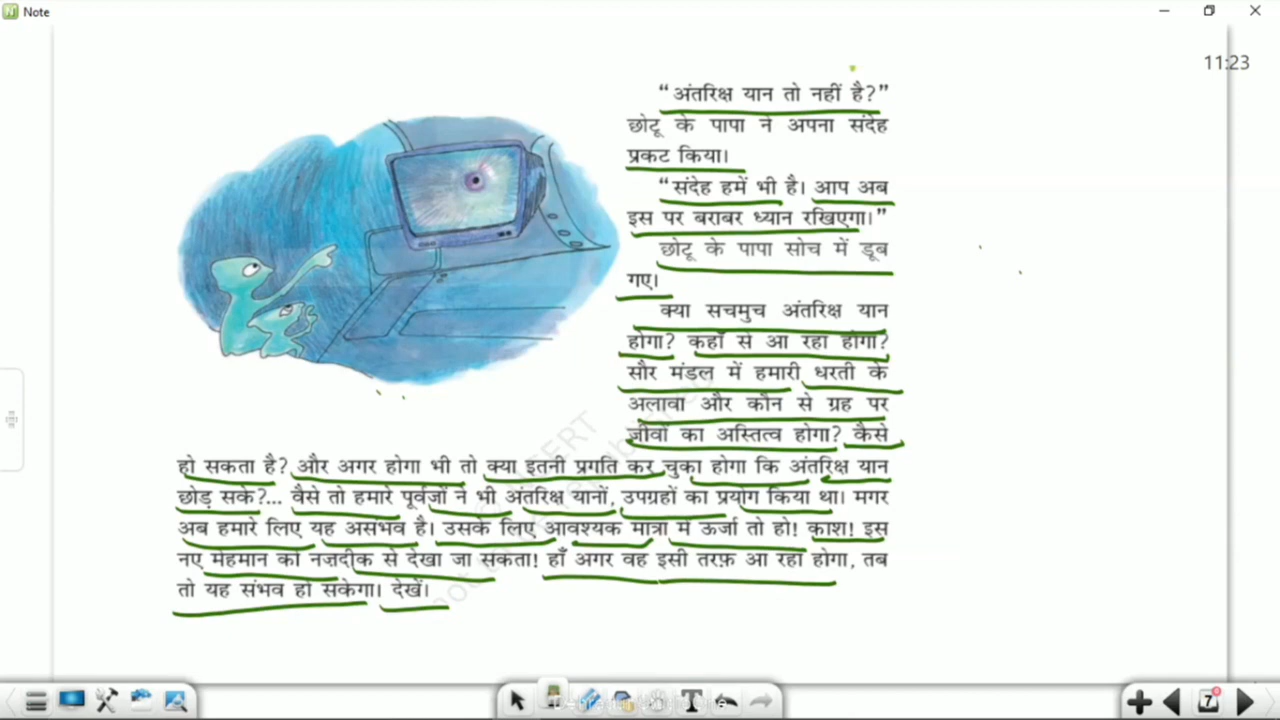 Note
11:23
“अंतरिक्ष यान तो नहीं है?”
छोटू के पापा ने अपना संदेह
प्रकट किया।
“संदेह हमें भी है। आप अब
इस पर बराबर ध्यान रखिएगा।”
छोटू के पापा सोच में डूब
गए।
क्या सचमुच अंतरिक्ष यान
होगा? कहाँ से आ रहा होगा?
सौर मंडल में हमारी धरती के
अलावा और कौन से ग्रह पर
जीवों का अस्तित्व होगा? कैसे
हो सकता है? और अगर होगा भी तो क्या इतनी प्रगति कर चुका होगा कि अंतरिक्ष यान
छोड़ सके?... वैसे तो हमारे पूर्वजों ने भी अंतरिक्ष यानों, उपग्रहों का प्रयोग किया था। मगर
अब हमारे लिए यह असंभव है। उसके लिए आवश्यक मात्रा में ऊर्जा तो हो! काश! इस
नए मेहमान को नज़दीक से देखा जा सकता! हाँ अगर वह इसी तरफ़ आ रहा होगा, तब
तो यह संभव हो सकेगा। देखें।
7